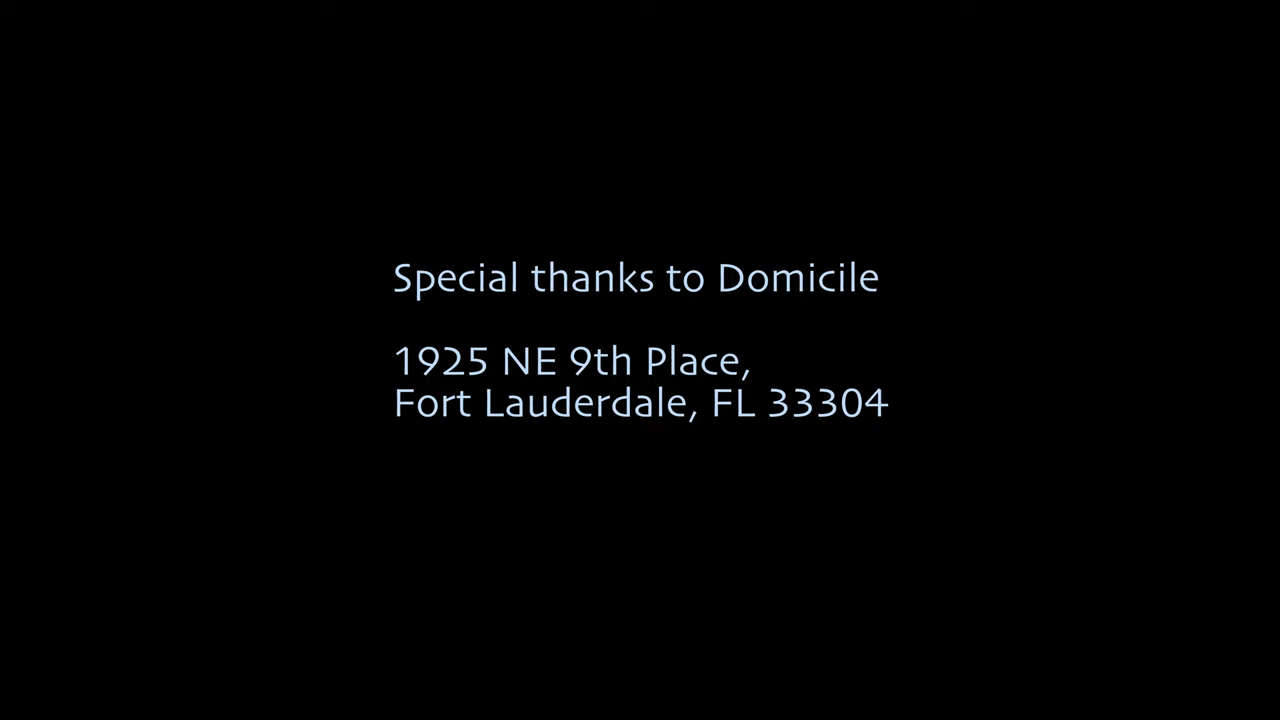 Special thanks to Domicile
1925 NE 9th Place,
Fort Lauderdale, FL 33304